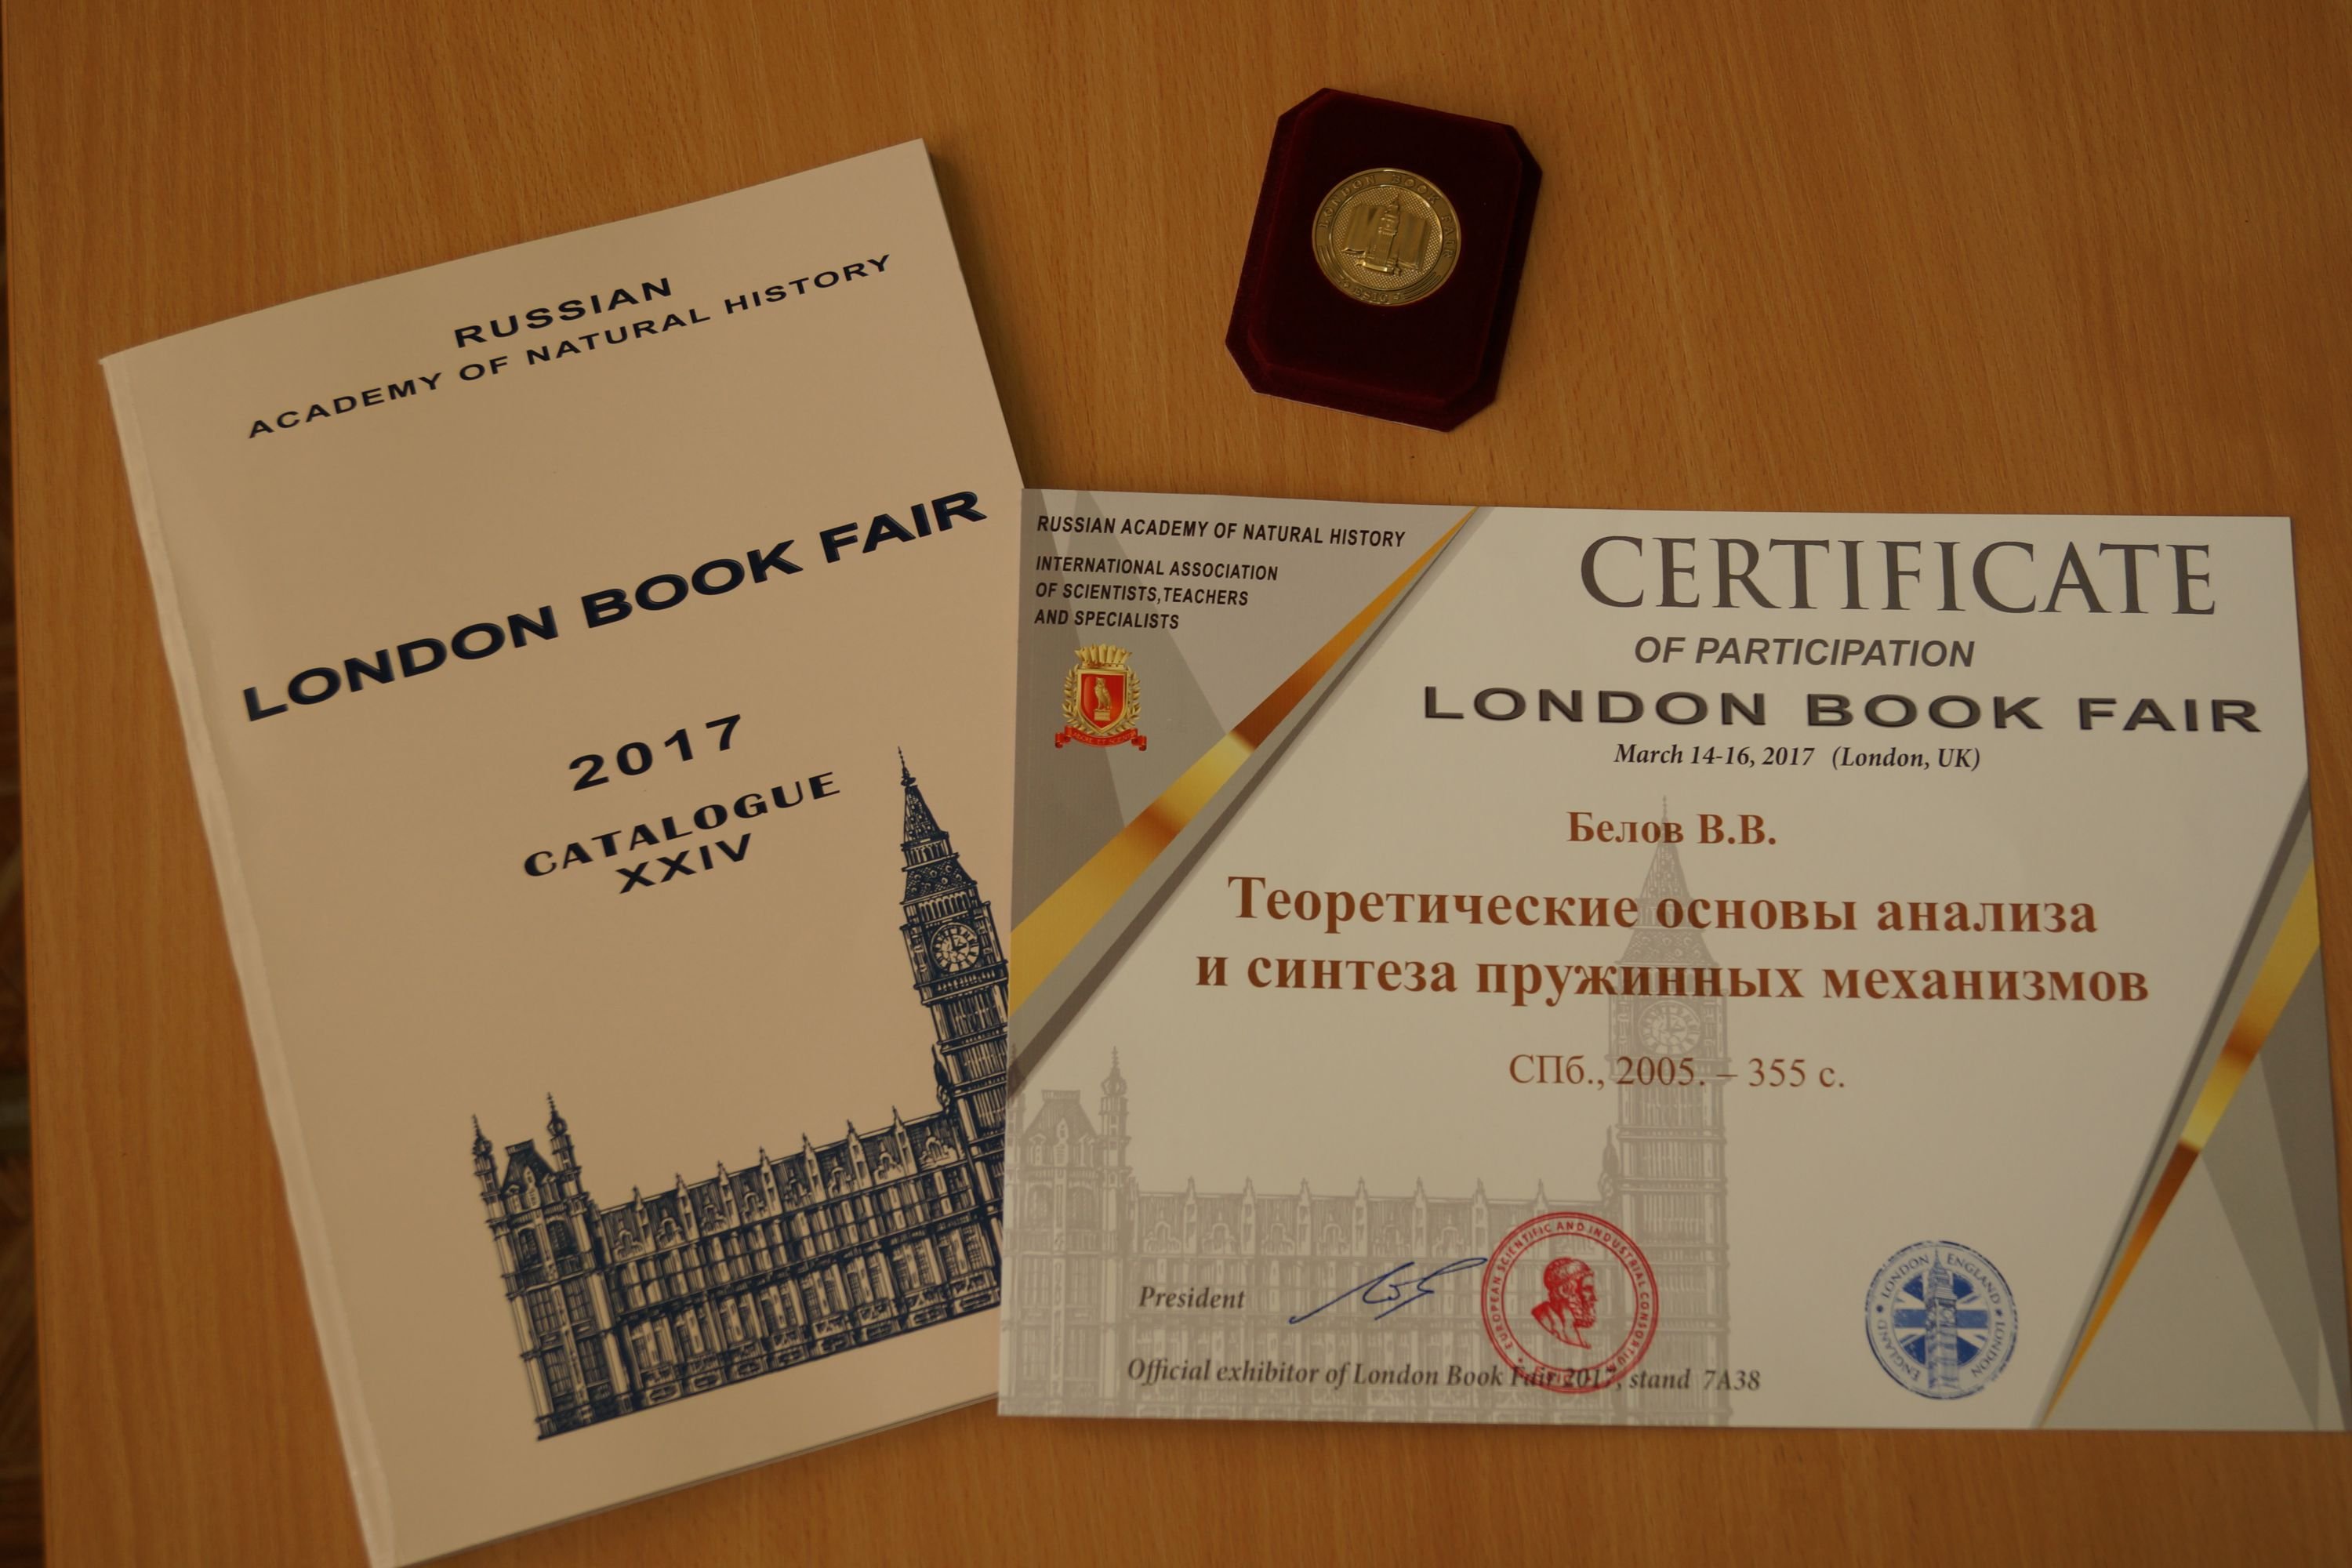 RUSSIAN
ACADEMY OF NATURAL HISTORY
LONDON BOOK FAIR
2017
CATALOGUE
XXIV
LONDON BOOK FAIR
RUSSIAN ACADEMY OF NATURAL HISTORY
INTERNATIONAL ASSOCIATION
OF SCIENTISTS,TEACHERS
AND SPECIALISTS
CERTIFICATE
OF PARTICIPATION
LONDON BOOK FAIR
March 14-16, 2017 (London, UK)
Белов В.В.
Теоретические основы анализа
и синтеза пружинных механизмов
СПб., 2005. – 355 с.
President
EUROPEAN SCIENTIFIC AND INDUSTRIAL CONSORTIUM
Official exhibitor of London Book Fair 2017, stand 7A38
LONDON ENGLAND
ENGLAND LONDON